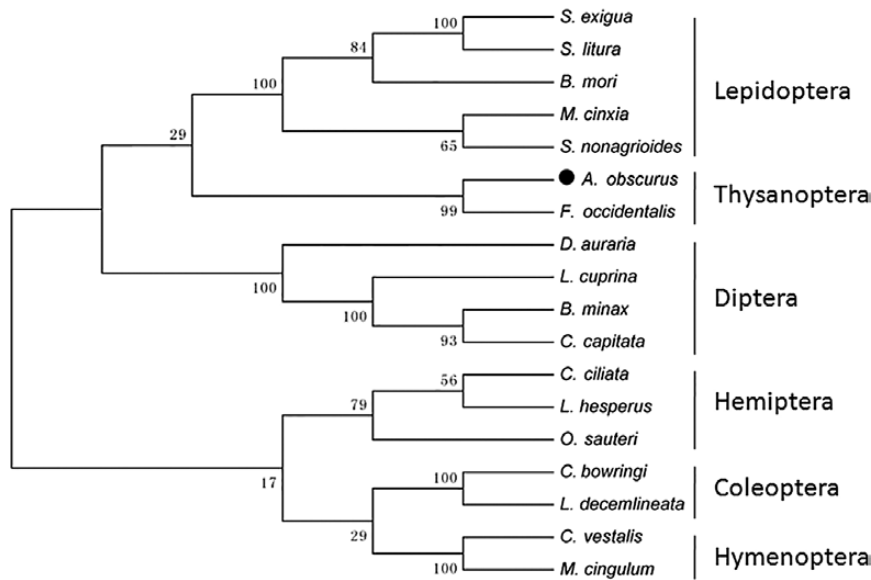 S. exigua
100
S. litura
84
B. mori
Lepidoptera
100
M. cinxia
29
65
S. nonagrioides
A. obscurus
Thysanoptera
99
F. occidentalis
D. auraria
100
L. cuprina
Diptera
100
B. minax
93
C. capitata
56
C. ciliata
79
L. hesperus
Hemiptera
O. sauteri
17
100
C. bowringi
Coleoptera
L. decemlineata
29
C. vestalis
Hymenoptera
100
M. cingulum